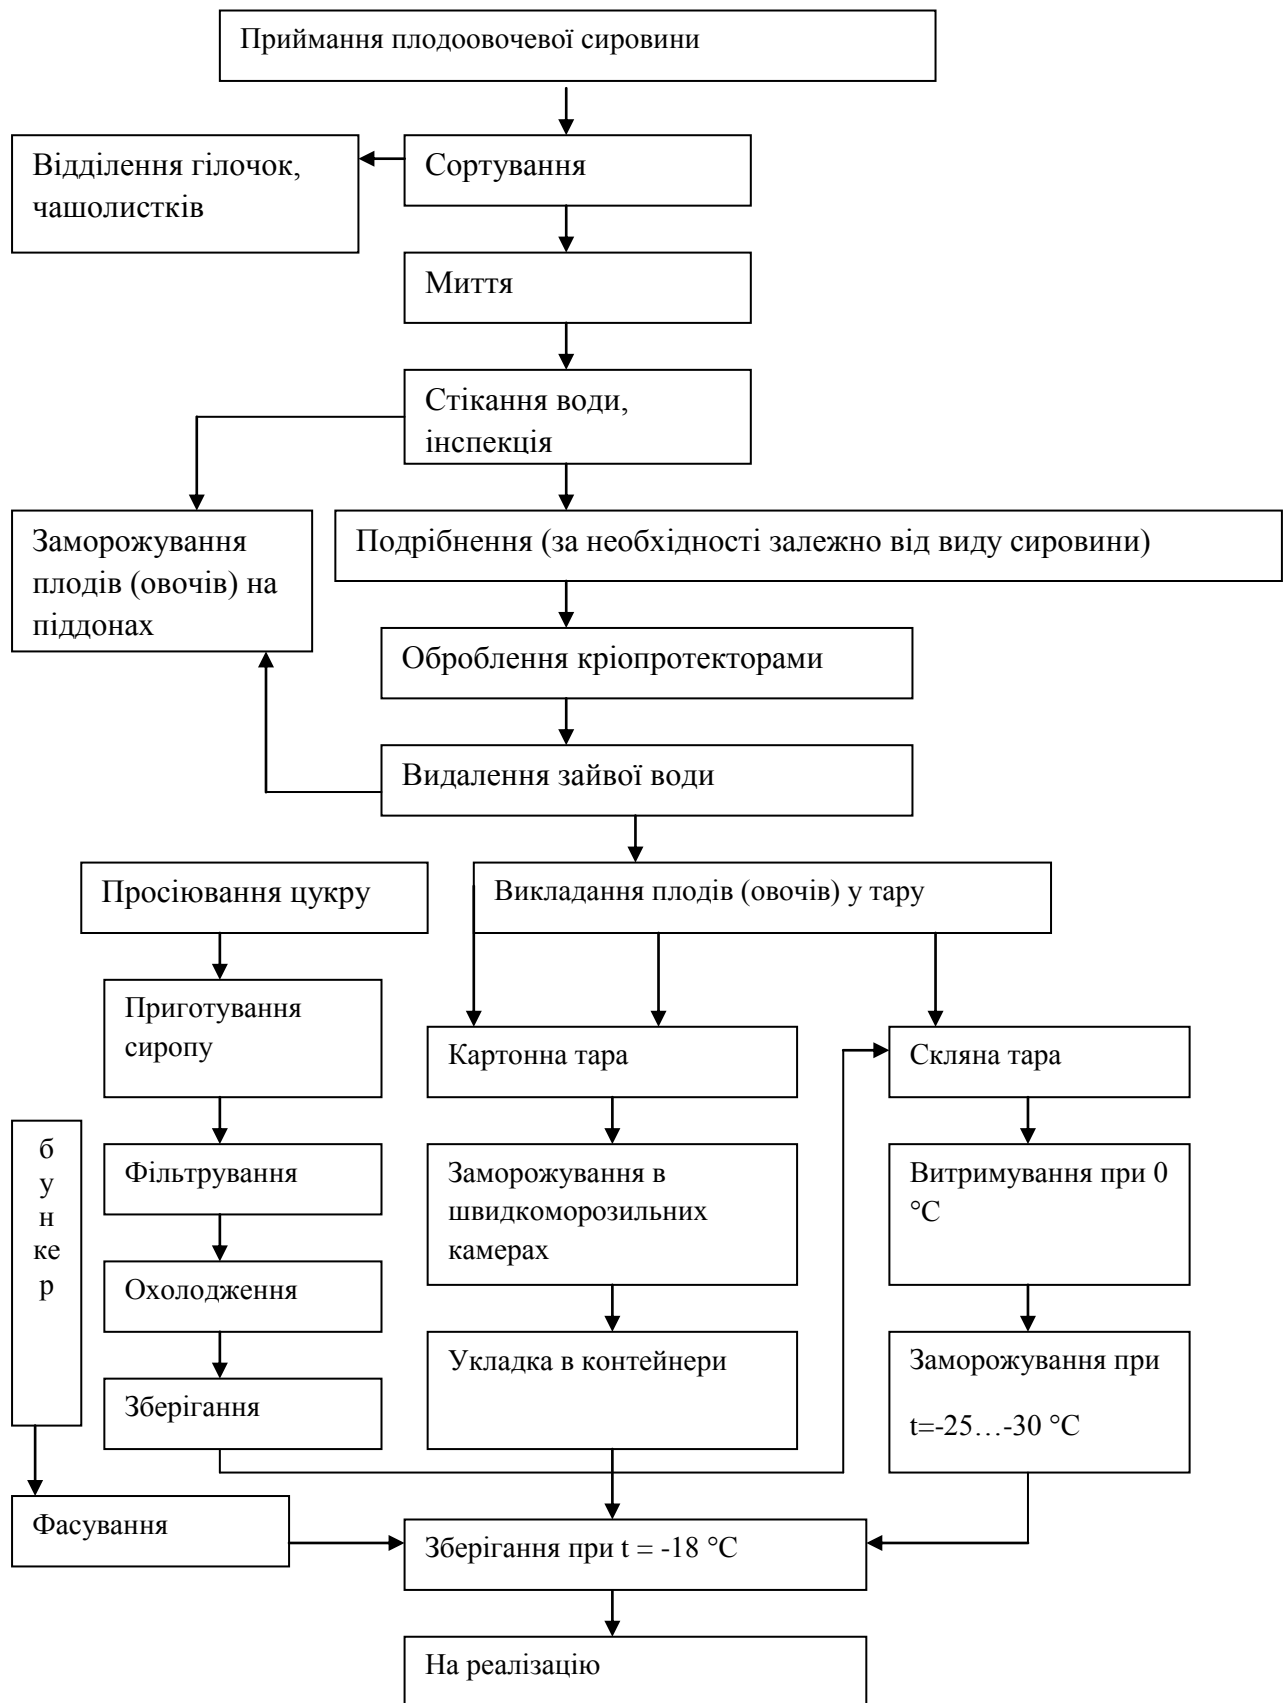 Приймання плодоовочевої сировини
Відділення гілочок,
чашолистків
Сортування
Миття
Стікання води,
інспекція
Заморожування
плодів (овочів) на
піддонах
Подрібнення (за необхідності залежно від виду сировини)
Оброблення кріопротекторами
Видалення зайвої води
Просіювання цукру
Викладання плодів (овочів) у тару
Приготування
сиропу
Картонна тара
Скляна тара
б
у
н
ке
р
Фільтрування
Заморожування в
швидкоморозильних
камерах
Витримування при 0
°С
Охолодження
Укладка в контейнери
Заморожування при
t=-25…-30 °С
Зберігання
Фасування
Зберігання при t = -18 °С
На реалізацію